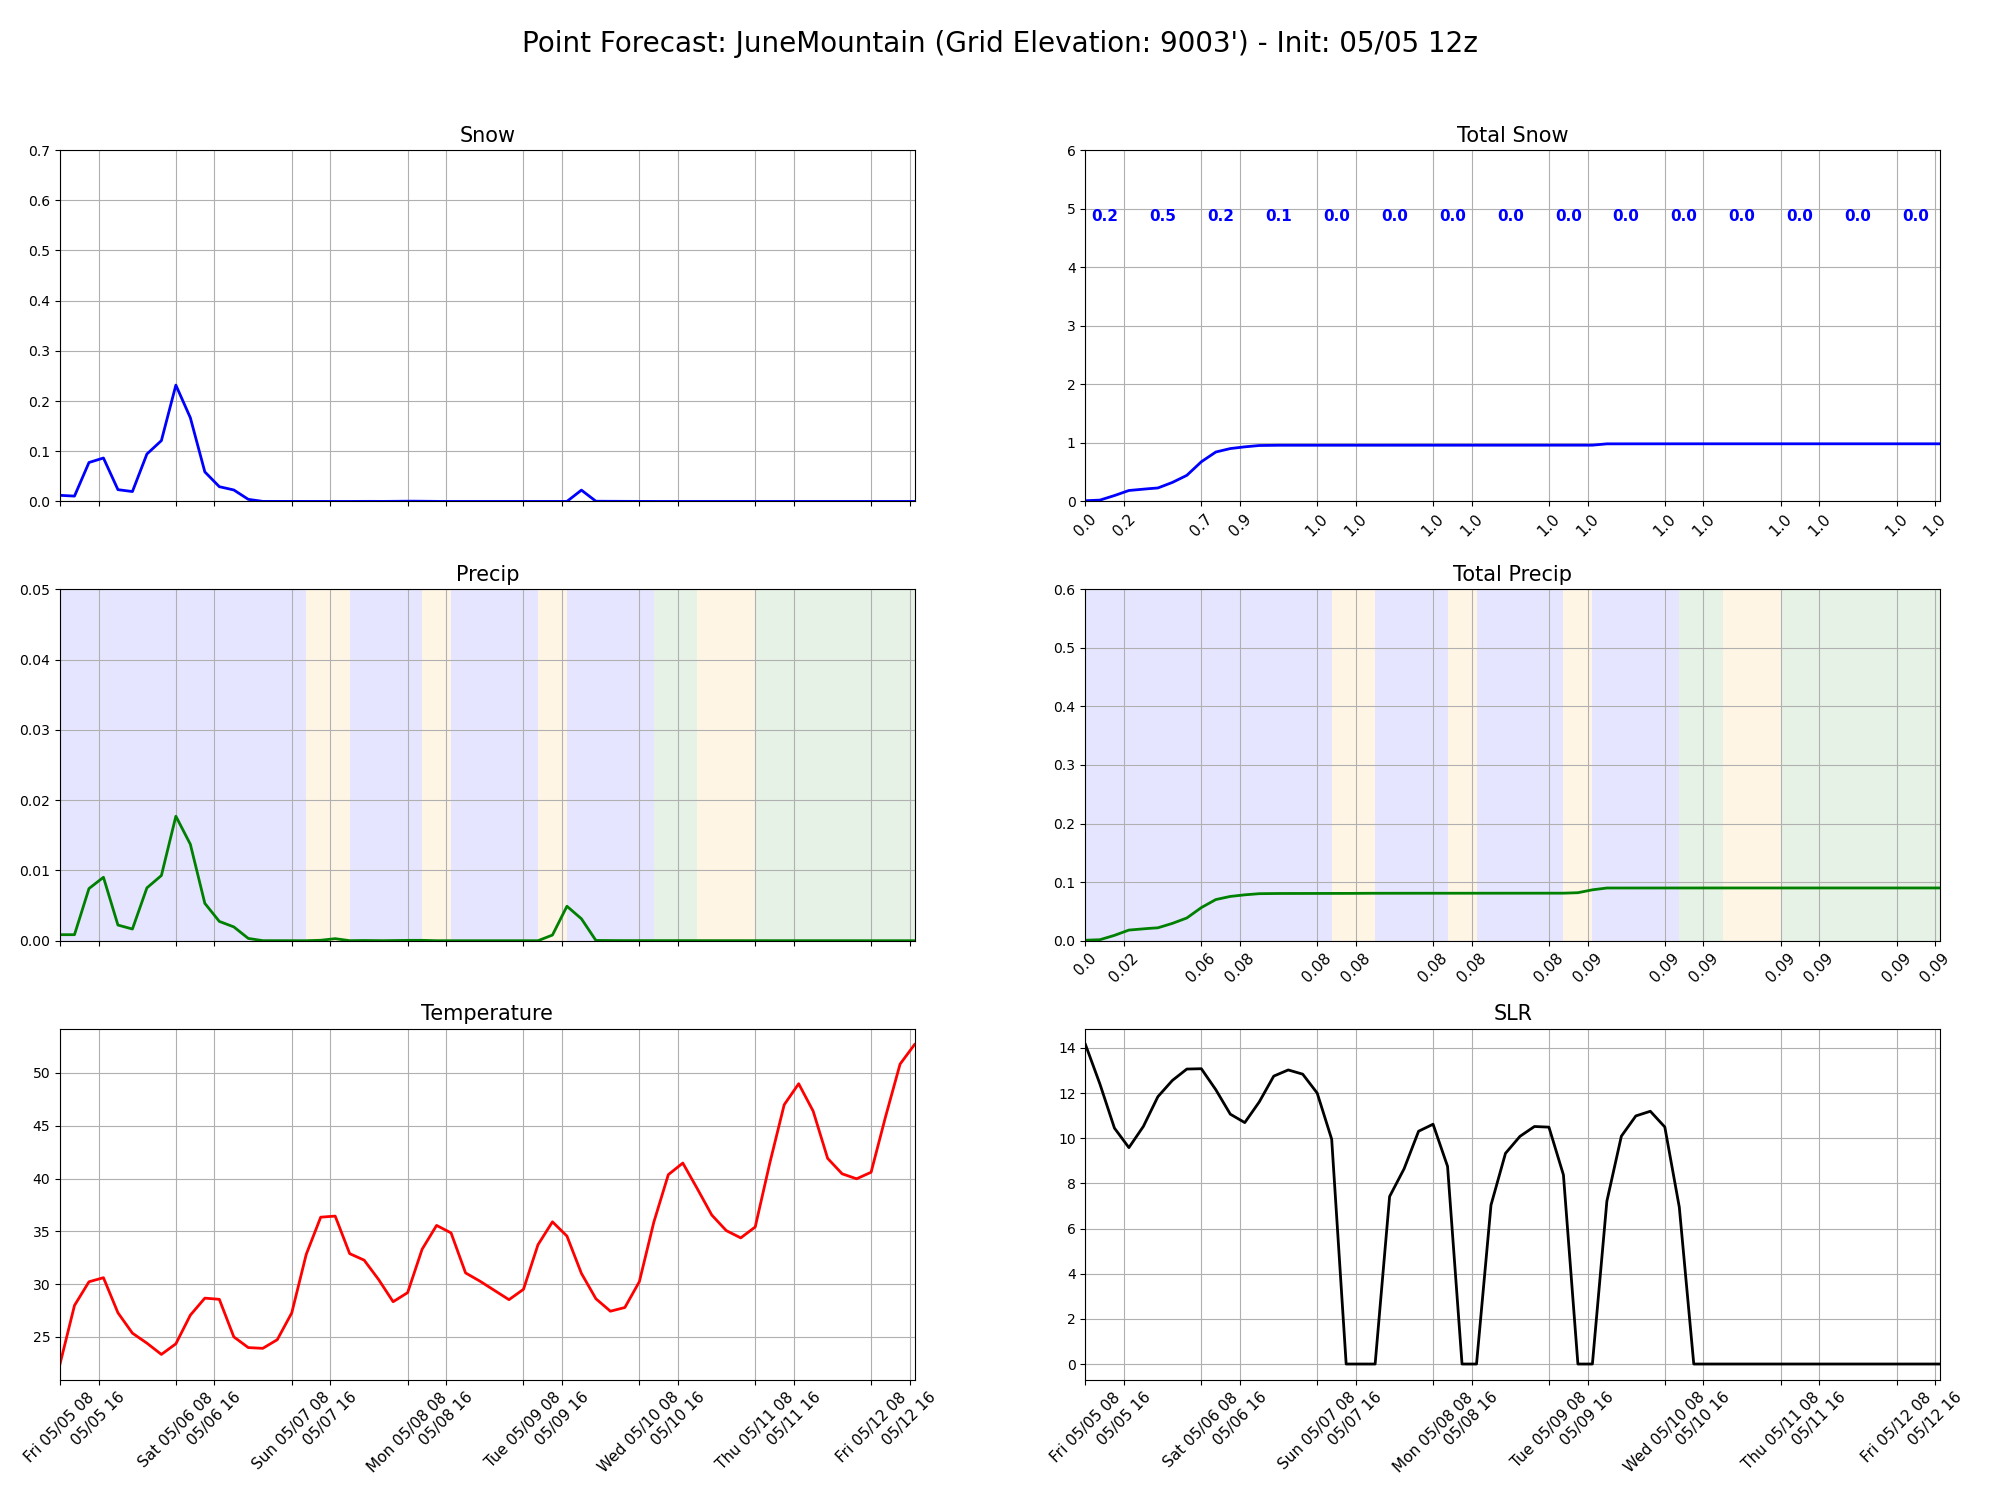 Point Forecast: JuneMountain (Grid Elevation: 9003') - Init: 05/05 12z
Snow
0.7
0.6
0.5
0.4
0.3
0.2
0.1
0.0
Total Snow
6
5
4
3
2
1
0
0.2 0.5 0.2 0.1 0.0 0.0 0.0 0.0 0.0 0.0 0.0 0.0 0.0 0.0 0.0
0.0 0.2 0.7 0.9 1.0 1.0 1.0 1.0 1.0 1.0 1.0 1.0 1.0 1.0 1.0 1.0
Precip
0.05
0.04
0.03
0.02
0.01
0.00
Total Precip
0.6
0.5
0.4
0.3
0.2
0.1
0.0
0.0 0.02 0.06 0.08 0.08 0.08 0.08 0.08 0.08 0.09 0.09 0.09 0.09 0.09 0.09 0.09
Temperature
50
45
40
35
30
25
Fri 05/05 08
05/05 16
Sat 05/06 08
05/06 16
Sun 05/07 08
05/07 16
Mon 05/08 08
05/08 16
Tue 05/09 08
05/09 16
Wed 05/10 08
05/10 16
Thu 05/11 08
05/11 16
Fri 05/12 08
05/12 16
SLR
14
12
10
8
6
4
2
0
Fri 05/05 08
05/05 16
Sat 05/06 08
05/06 16
Sun 05/07 08
05/07 16
Mon 05/08 08
05/08 16
Tue 05/09 08
05/09 16
Wed 05/10 08
05/10 16
Thu 05/11 08
05/11 16
Fri 05/12 08
05/12 16